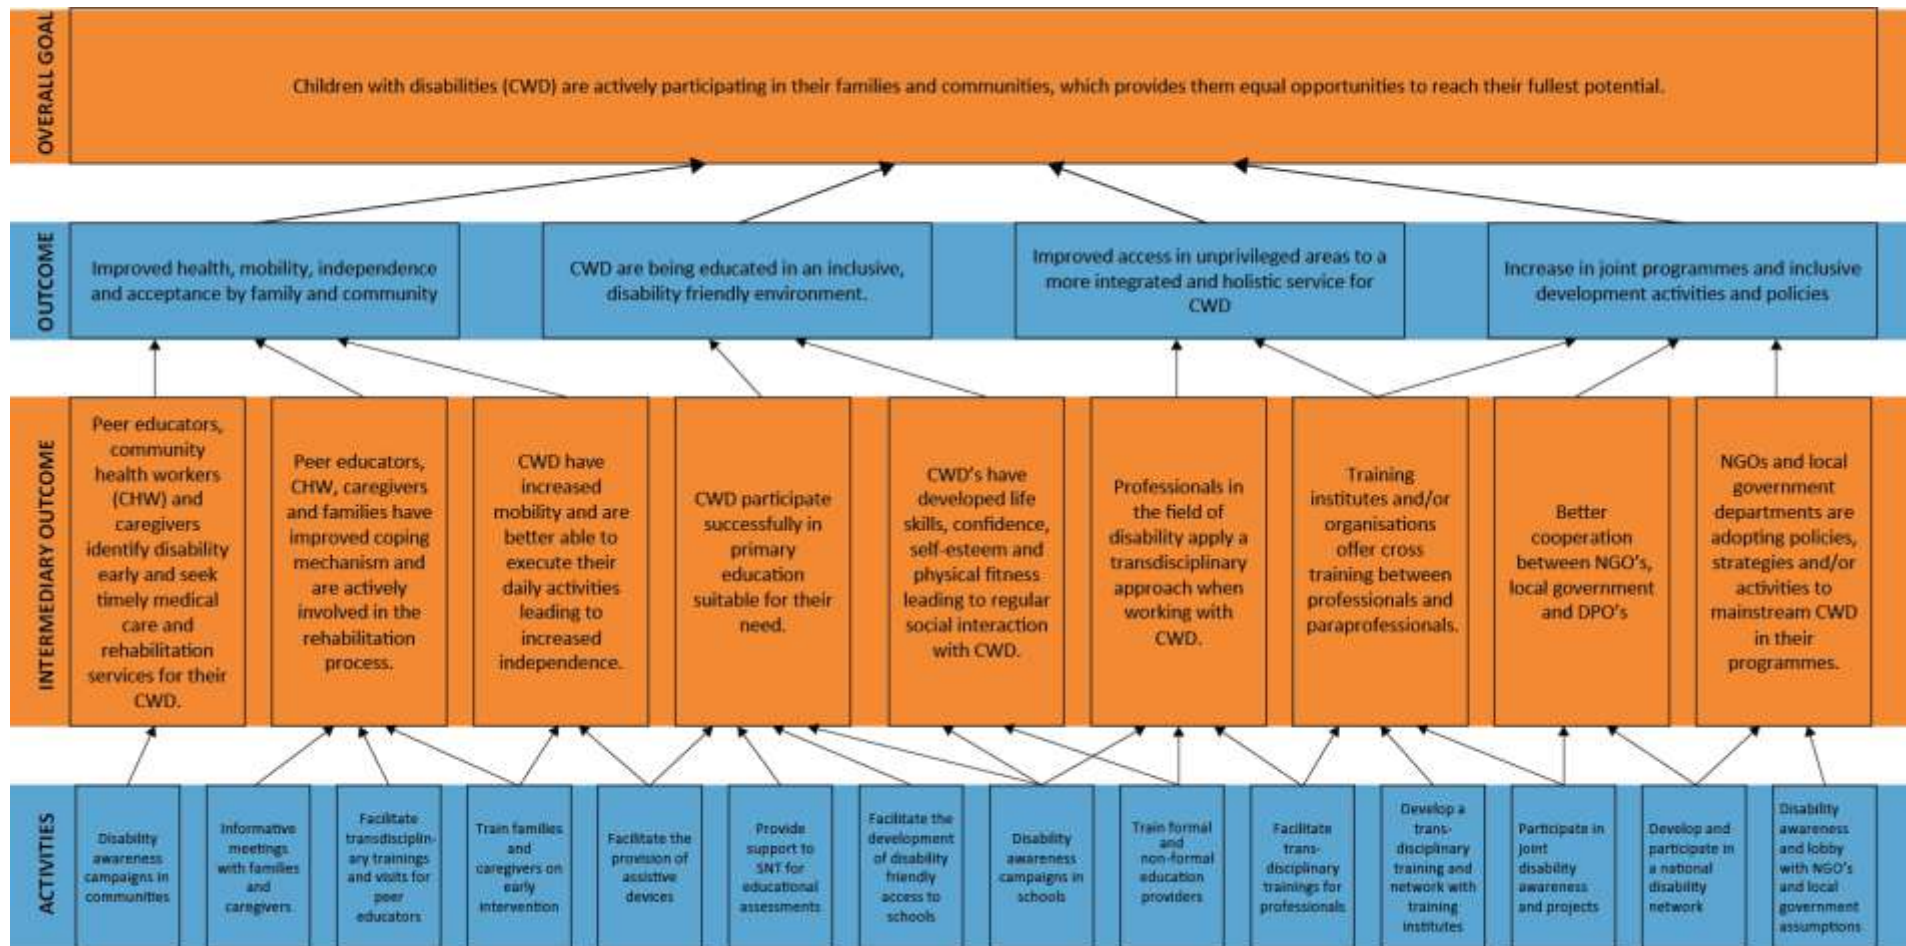 OVERALL GOAL
Children with disabilities (CWD) are actively participating in their families and communities, which provides them equal opportunities to reach their fullest potential.
OUTCOME
Improved health, mobility, independence
and acceptance by family and community
CWD are being educated in an inclusive,
disability friendly environment.
Improved access in unprivileged areas to a
more integrated and holistic service for
CWD
Increase in joint programmes and inclusive
development activities and policies
INTERMEDIARY OUTCOME
Peer educators,
community
health workers
(CHW) and
caregivers
identify disability
early and seek
timely medical
care and
rehabilitation
services for their
CWD.
Peer educators,
CHW, caregivers
and families have
improved coping
mechanism and
are actively
involved in the
rehabilitation
process.
CWD have
increased
mobility and are
better able to
execute their
daily activities
leading to
increased
independence.
CWD participate
successfully in
primary
education
suitable for their
need.
CWD's have
developed life
skills, confidence,
self-esteem and
physical fitness
leading to regular
social interaction
with CWD.
Professionals in
the field of
disability apply a
transdisciplinary
approach when
working with
CWD.
Training
institutes and/or
organisations
offer cross
training between
professionals and
paraprofessionals.
Better
cooperation
between NGO's,
local government
and DPO's
NGOs and local
government
departments are
adopting policies,
strategies and/or
activities to
mainstream CWD
in their
programmes.
ACTIVITIES
Disability
awareness
campaigns in
communities
Informative
meetings with
families and
caregivers
Facilitate
transdisciplin-
ary trainings
and visits for
peer
educators
Train families
and
caregivers on
early
intervention
Facilitate the
provision of
assistive
devices
Provide
support to
SNT for
educational
assessments
Facilitate the
development
of disability
friendly
access to
schools
Disability
awareness
campaigns in
schools
Train formal
and
non-formal
education
providers
Facilitate
trans-
disciplinary
trainings for
professionals
Develop a
trans-
disciplinary
training and
network with
training
institutes
Participate in
joint
disability
awareness
and projects
Develop and
participate in
a national
disability
network
Disability
awareness
and lobby
with NGO's
and local
government
assumptions